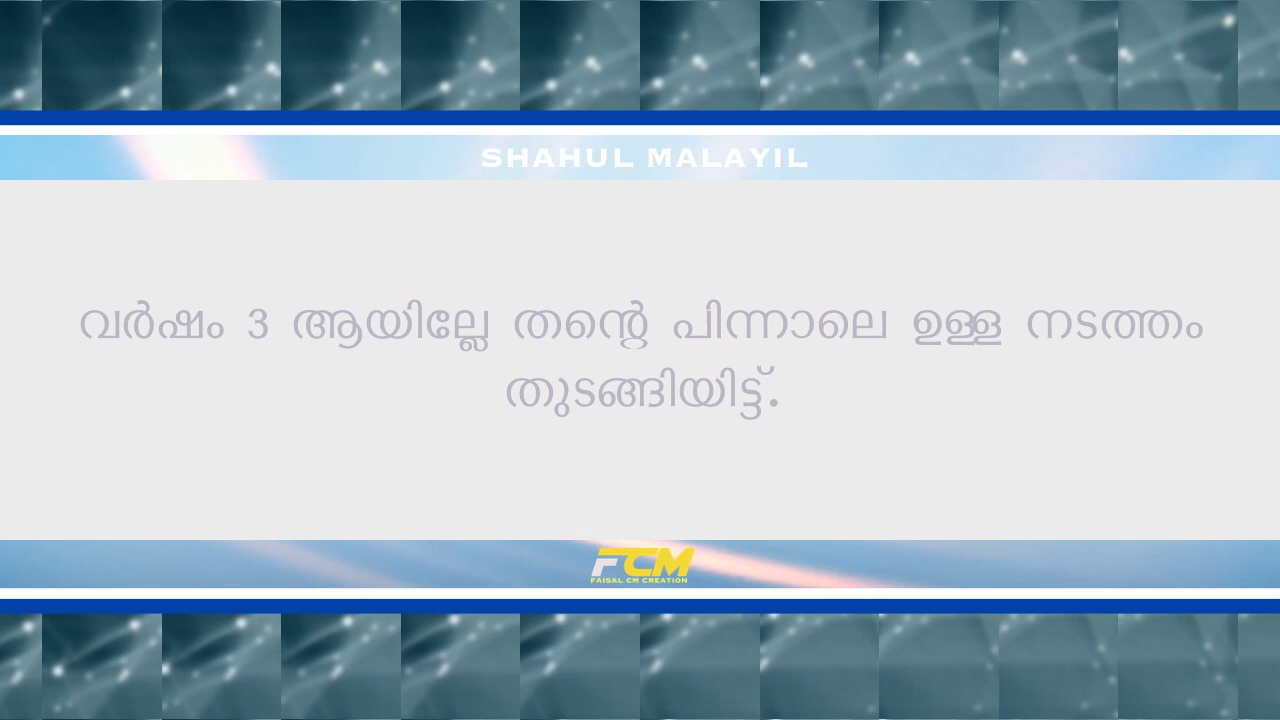 SHAHUL MALAYIL
വർഷം 3 ആയില്ലേ തന്റെ പിന്നാലെ ഉള്ള നടത്തം
തുടങ്ങിയിട്ട്.
FCM
FAISAL CM CREATION